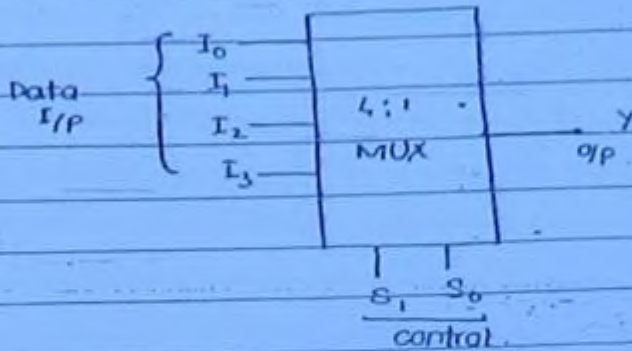 I₀
Data I₁
I/P
I₂
I₃
4:1
MUX
Y
O/P
S₁ S₀
control.